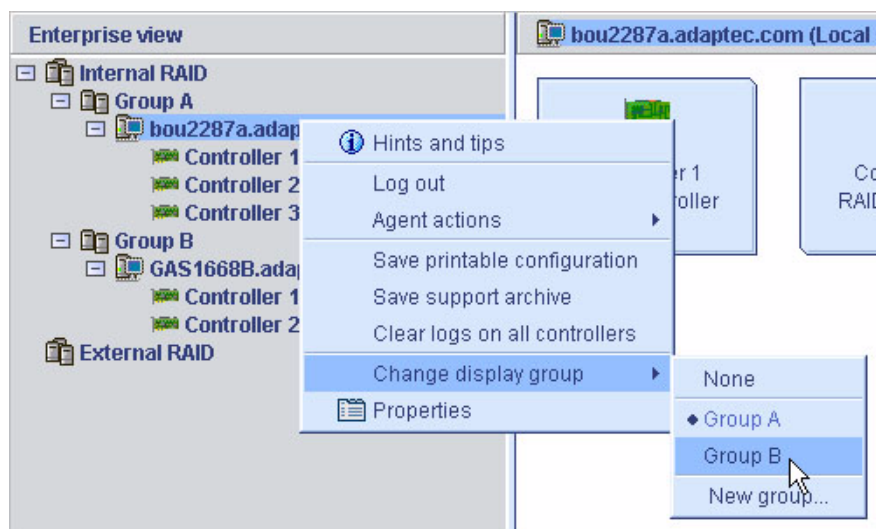 Enterprise view
bou2287a.adaptec.com (Local
Internal RAID
Group A
bou2287a.adap
Controller 1
Controller 2
Controller 3
Group B
GAS1668B.ada
Controller 1
Controller 2
External RAID
Hints and tips
Log out
Agent actions
Save printable configuration
Save support archive
Clear logs on all controllers
Change display group
Properties
r 1
roller
Co
RAID
None
Group A
Group B
New group...